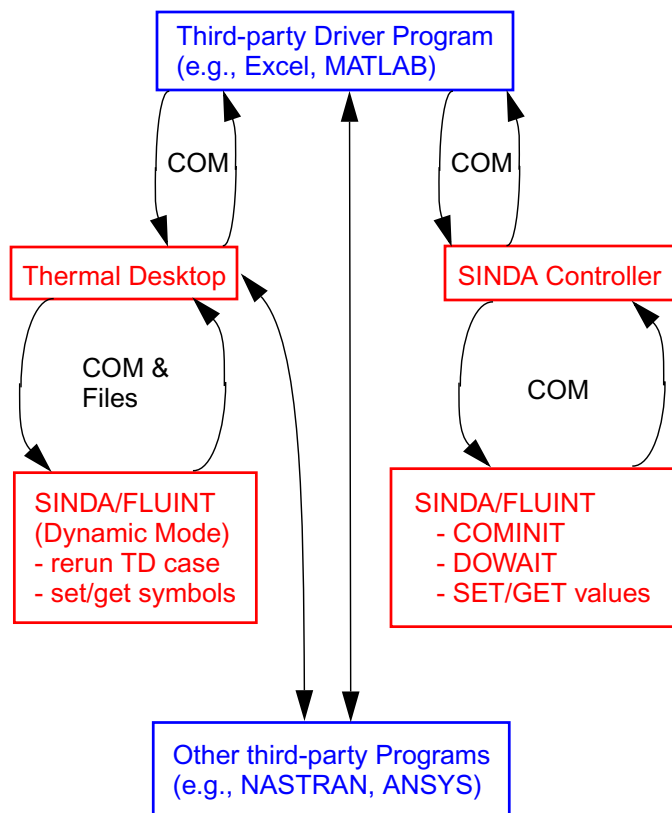 Third-party Driver Program
(e.g., Excel, MATLAB)
COM
COM
Thermal Desktop
SINDA Controller
COM &
Files
COM
SINDA/FLUINT
(Dynamic Mode)
- rerun TD case
- set/get symbols
SINDA/FLUINT
- COMINIT
- DOWAIT
- SET/GET values
Other third-party Programs
(e.g., NASTRAN, ANSYS)